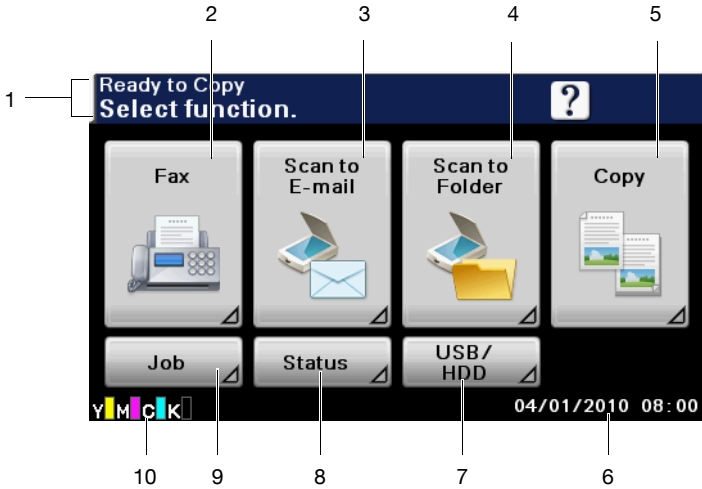 2 3 4 5
1
Ready to Copy
Select function.
?
Fax
Scan to
E-mail
Scan to
Folder
Copy
Job
Status
USB/
HDD
Y M C K
04/01/2010 08:00
10 9 8 7 6